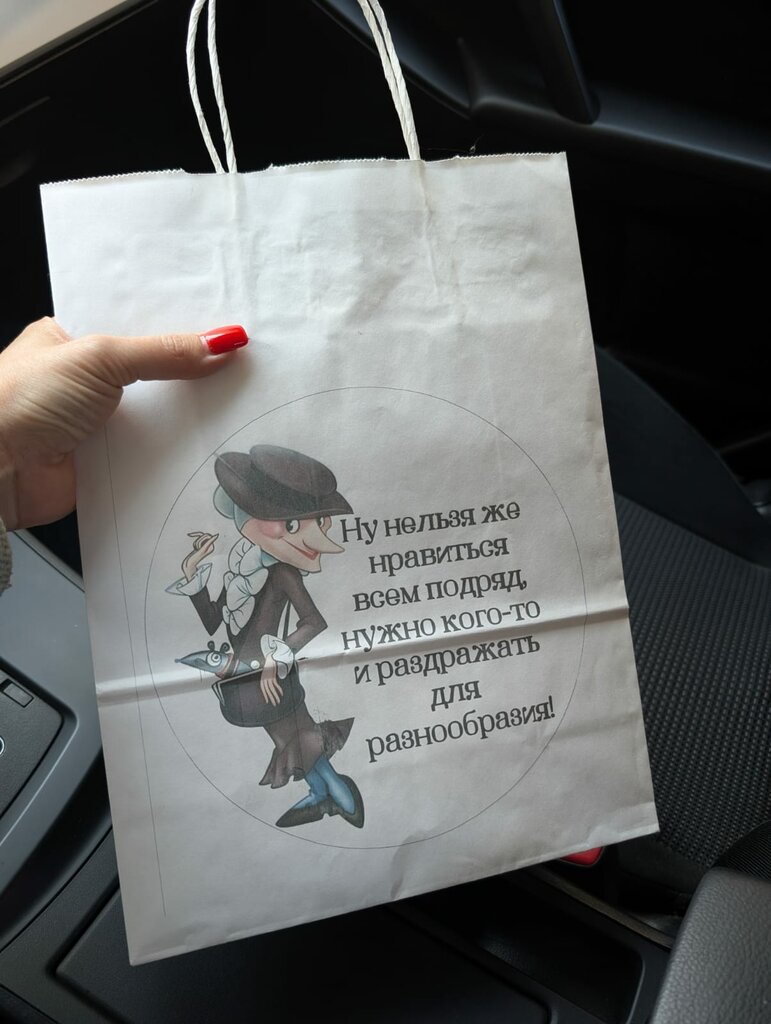 Ну нельзя же
нравиться
всем подряд,
нужно кого-то
и раздражать
для
разнообразия!